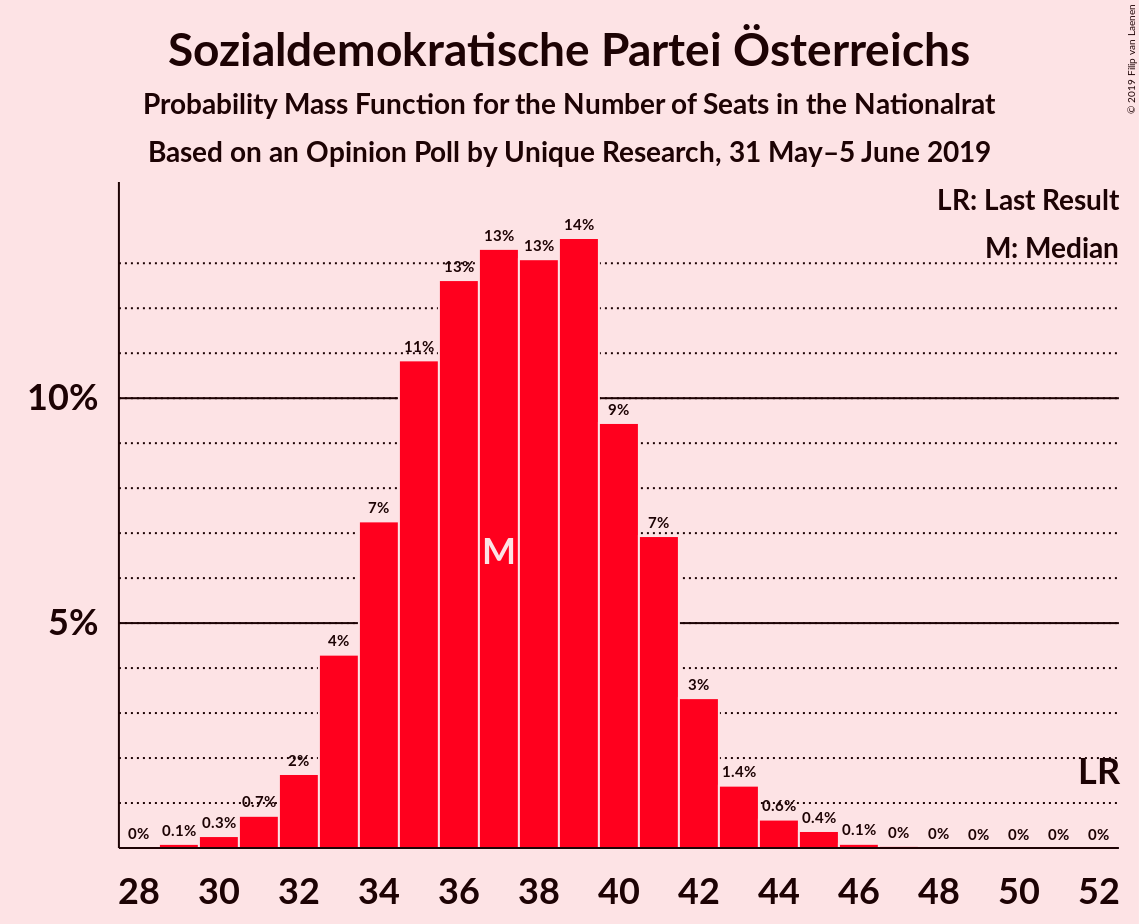 Sozialdemokratische Partei Österreichs
Probability Mass Function for the Number of Seats in the Nationalrat
Based on an Opinion Poll by Unique Research, 31 May–5 June 2019
© 2019 Filip van Laenen
LR: Last Result
M: Median
10%
5%
0% 0.1% 0.3% 0.7% 2% 4% 7% 11% 13% 13% 13% 14% 9% 7% 3% 1.4% 0.6% 0.4% 0.1% 0% 0% 0% 0% 0% 0%
M
LR
28 30 32 34 36 38 40 42 44 46 48 50 52